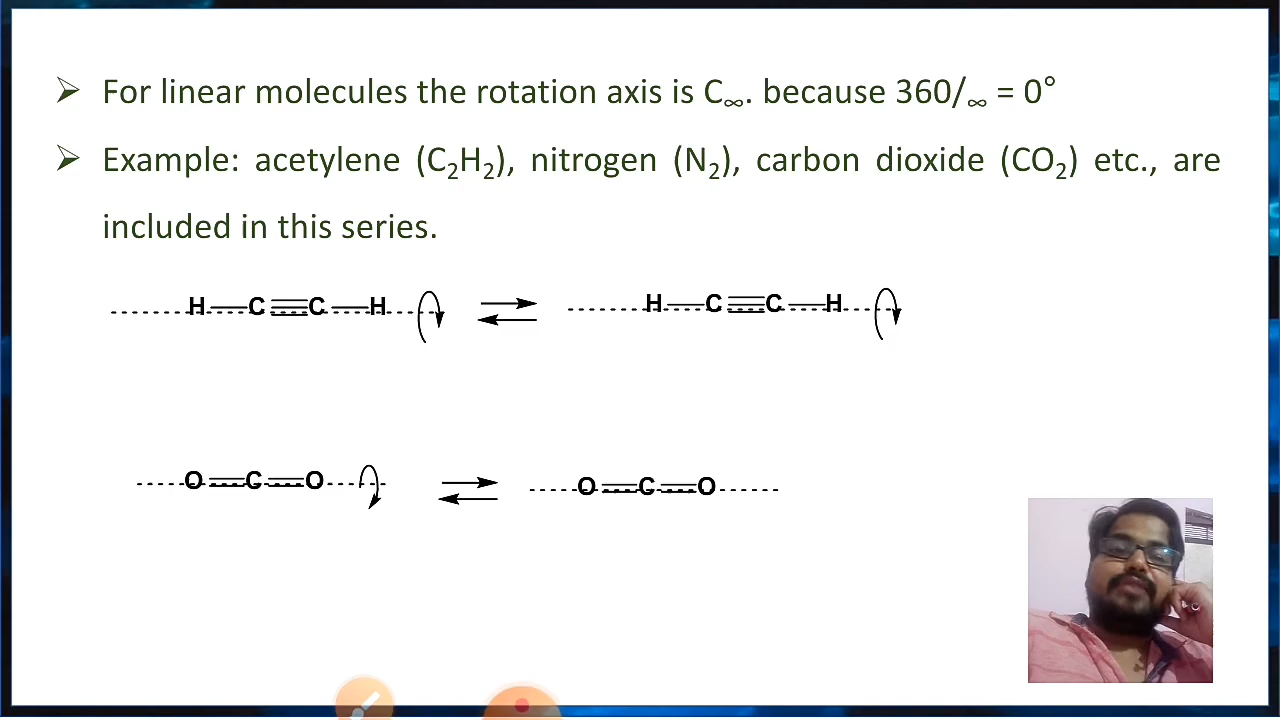 For linear molecules the rotation axis is C∞. because 360/∞ = 0°
Example: acetylene (C₂H₂), nitrogen (N₂), carbon dioxide (CO₂) etc., are
included in this series.
H—C≡C—H ⇌ H—C≡C—H
O=C=O ⇌ O=C=O